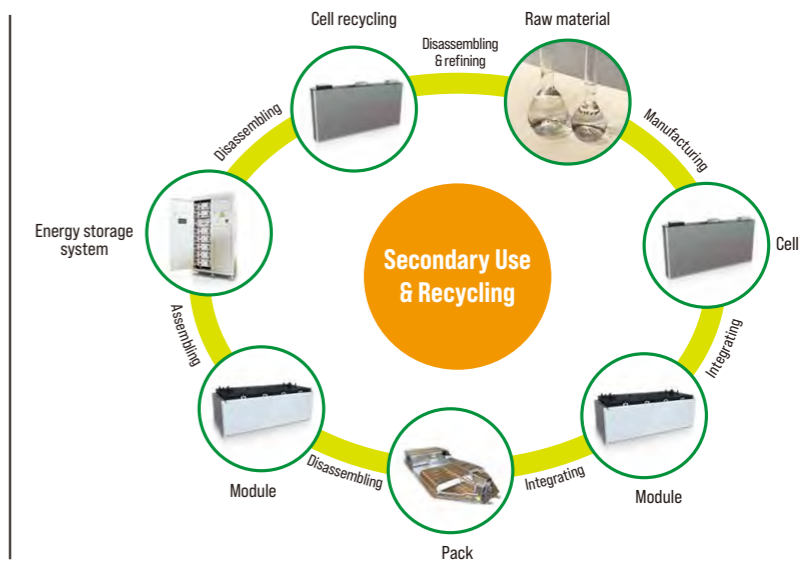 Cell recycling
Disassembling
& refining
Raw material
Manufacturing
Cell
Integrating
Module
Integrating
Pack
Disassembling
Module
Assembling
Energy storage
system
Disassembling
Secondary Use
& Recycling